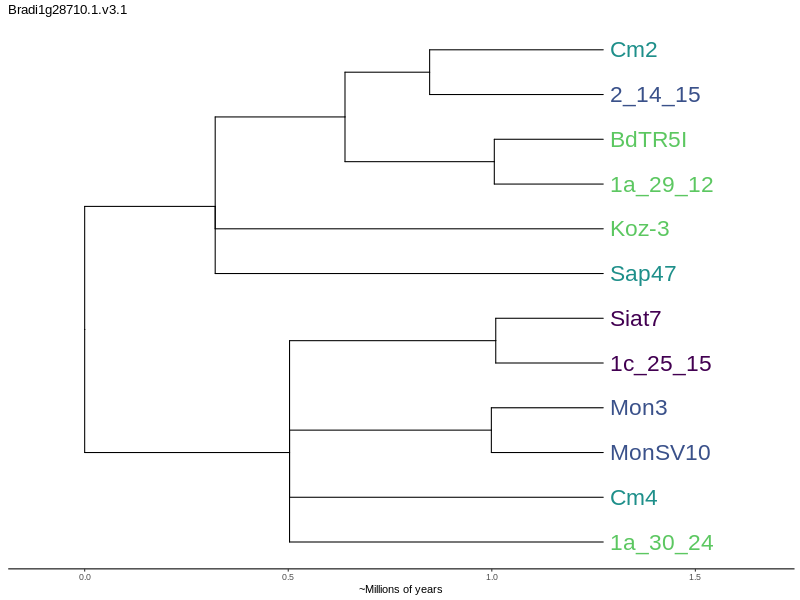 Bradi1g28710.1.v3.1
Cm2
2_14_15
BdTR5I
1a_29_12
Koz-3
Sap47
Siat7
1c_25_15
Mon3
MonSV10
Cm4
1a_30_24
0.0 0.5 1.0 1.5
~Millions of years